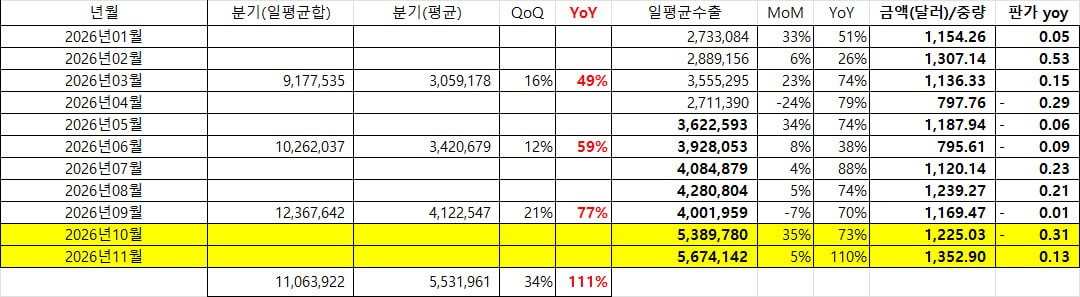 년월 분기(일평균합) 분기(평균) QoQ YoY 일평균수출 MoM YoY 금액(달러)/중량 판가 yoy
2026년01월 2,733,084 33% 51% 1,154.26 0.05
2026년02월 2,889,156 6% 26% 1,307.14 0.53
2026년03월 9,177,535 3,059,178 16% 49% 3,555,295 23% 74% 1,136.33 0.15
2026년04월 2,711,390 -24% 79% 797.76 - 0.29
2026년05월 3,622,593 34% 74% 1,187.94 - 0.06
2026년06월 10,262,037 3,420,679 12% 59% 3,928,053 8% 38% 795.61 - 0.09
2026년07월 4,084,879 4% 88% 1,120.14 0.23
2026년08월 4,280,804 5% 74% 1,239.27 0.21
2026년09월 12,367,642 4,122,547 21% 77% 4,001,959 -7% 70% 1,169.47 - 0.01
2026년10월 5,389,780 35% 73% 1,225.03 - 0.31
2026년11월 5,674,142 5% 110% 1,352.90 0.13
11,063,922 5,531,961 34% 111%